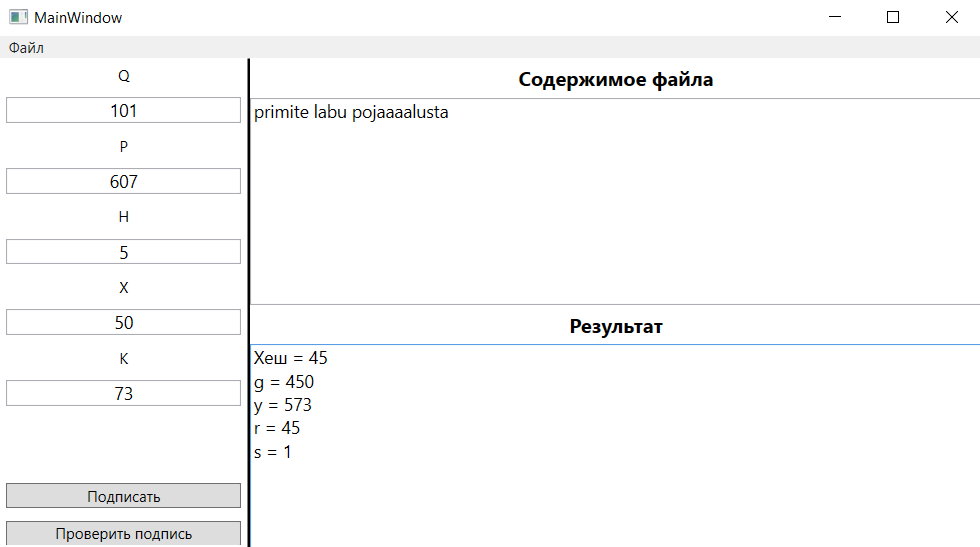 MainWindow
Файл
Q
101
P
607
H
5
X
50
K
73
Подписать
Проверить подпись
Содержимое файла
primite labu pojaaaalusta
Результат
Хеш = 45
g = 450
y = 573
r = 45
s = 1